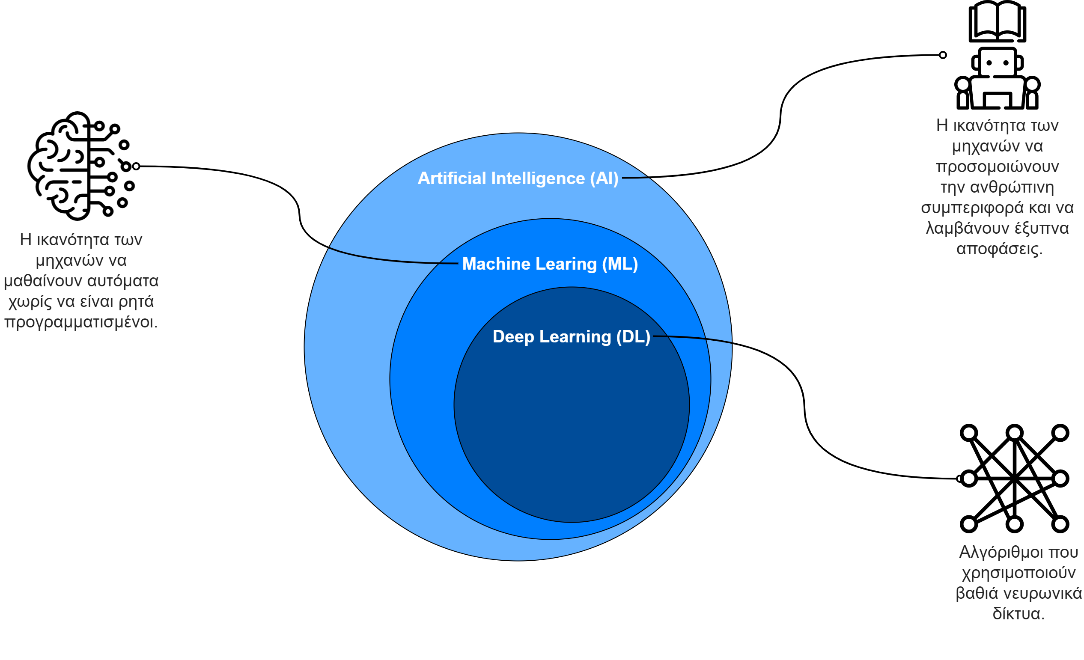 Η ικανότητα των
μηχανών να
προσομοιώνουν
την ανθρώπινη
συμπεριφορά και να
λαμβάνουν έξυπνα
αποφάσεις.
Artificial Intelligence (AI)
Η ικανότητα των
μηχανών να
μαθαίνουν αυτόματα
χωρίς να είναι ρητά
προγραμματισμένοι.
Machine Learing (ML)
Deep Learning (DL)
Αλγόριθμοι που
χρησιμοποιούν
βαθιά νευρωνικά
δίκτυα.